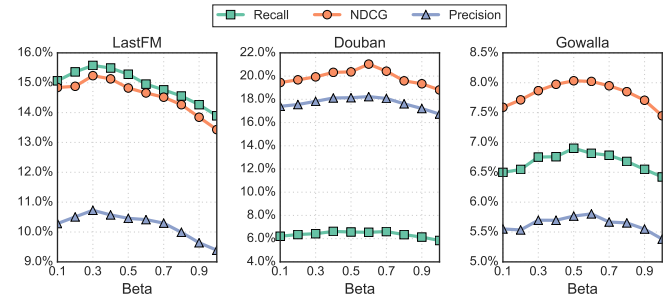 Recall NDCG Precision
LastFM
16.0%
15.0%
14.0%
13.0%
12.0%
11.0%
10.0%
9.0%
0.1 0.3 0.5 0.7 0.9
Beta
Douban
22.0%
20.0%
18.0%
16.0%
14.0%
12.0%
10.0%
8.0%
6.0%
4.0%
0.1 0.3 0.5 0.7 0.9
Beta
Gowalla
8.5%
8.0%
7.5%
7.0%
6.5%
6.0%
5.5%
5.0%
0.1 0.3 0.5 0.7 0.9
Beta